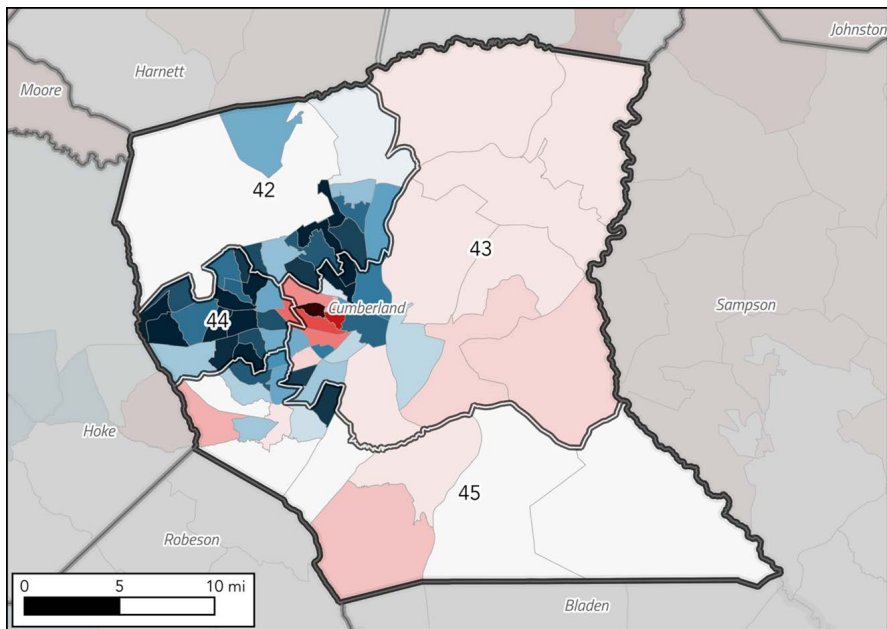 Johnston
Harnett
Moore
42
43
Cumberland
44
Sampson
Hoke
45
Robeson
0 5 10 mi
Bladen